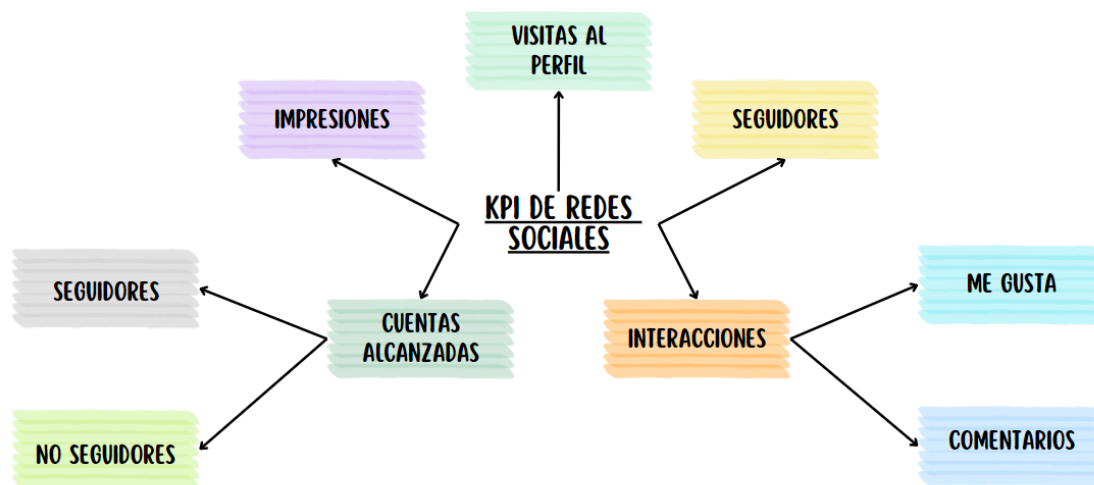 VISITAS AL
PERFIL
IMPRESIONES
SEGUIDORES
KPI DE REDES
SOCIALES
SEGUIDORES
CUENTAS
ALCANZADAS
INTERACCIONES
ME GUSTA
NO SEGUIDORES
COMENTARIOS